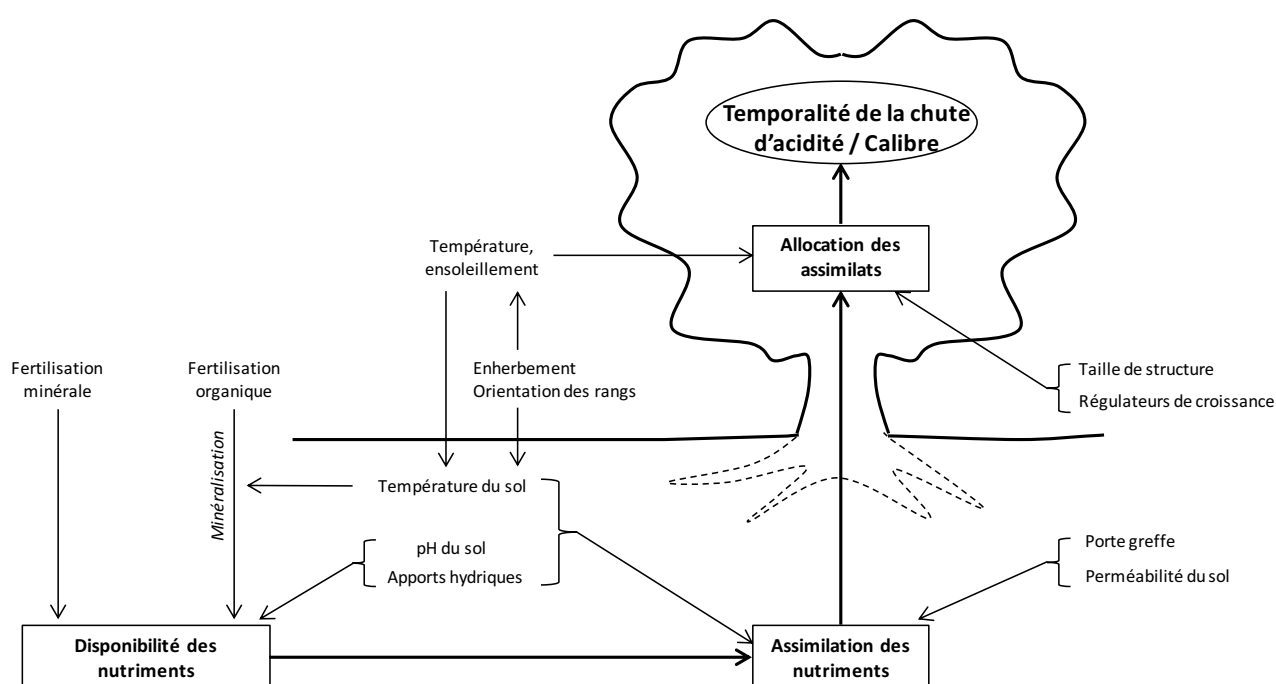 Temporalité de la chute
d'acidité / Calibre
Allocation des
assimilats
Température,
ensoleillement
Fertilisation
minérale
Fertilisation
organique
Enherbement
Orientation des rangs
Taille de structure
Régulateurs de croissance
Minéralisation
Température du sol
pH du sol
Apports hydriques
Porte greffe
Perméabilité du sol
Disponibilité des
nutriments
Assimilation des
nutriments